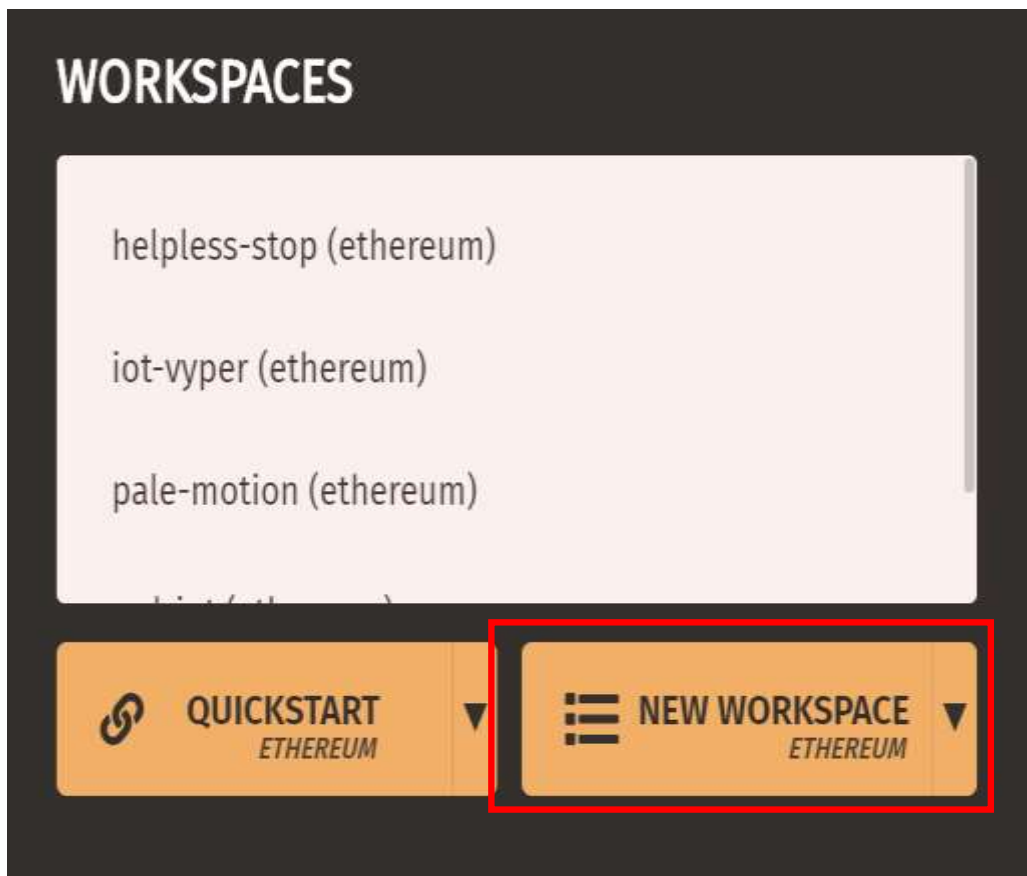 WORKSPACES
helpless-stop (ethereum)
iot-vyper (ethereum)
pale-motion (ethereum)
QUICKSTART
ETHEREUM
NEW WORKSPACE
ETHEREUM